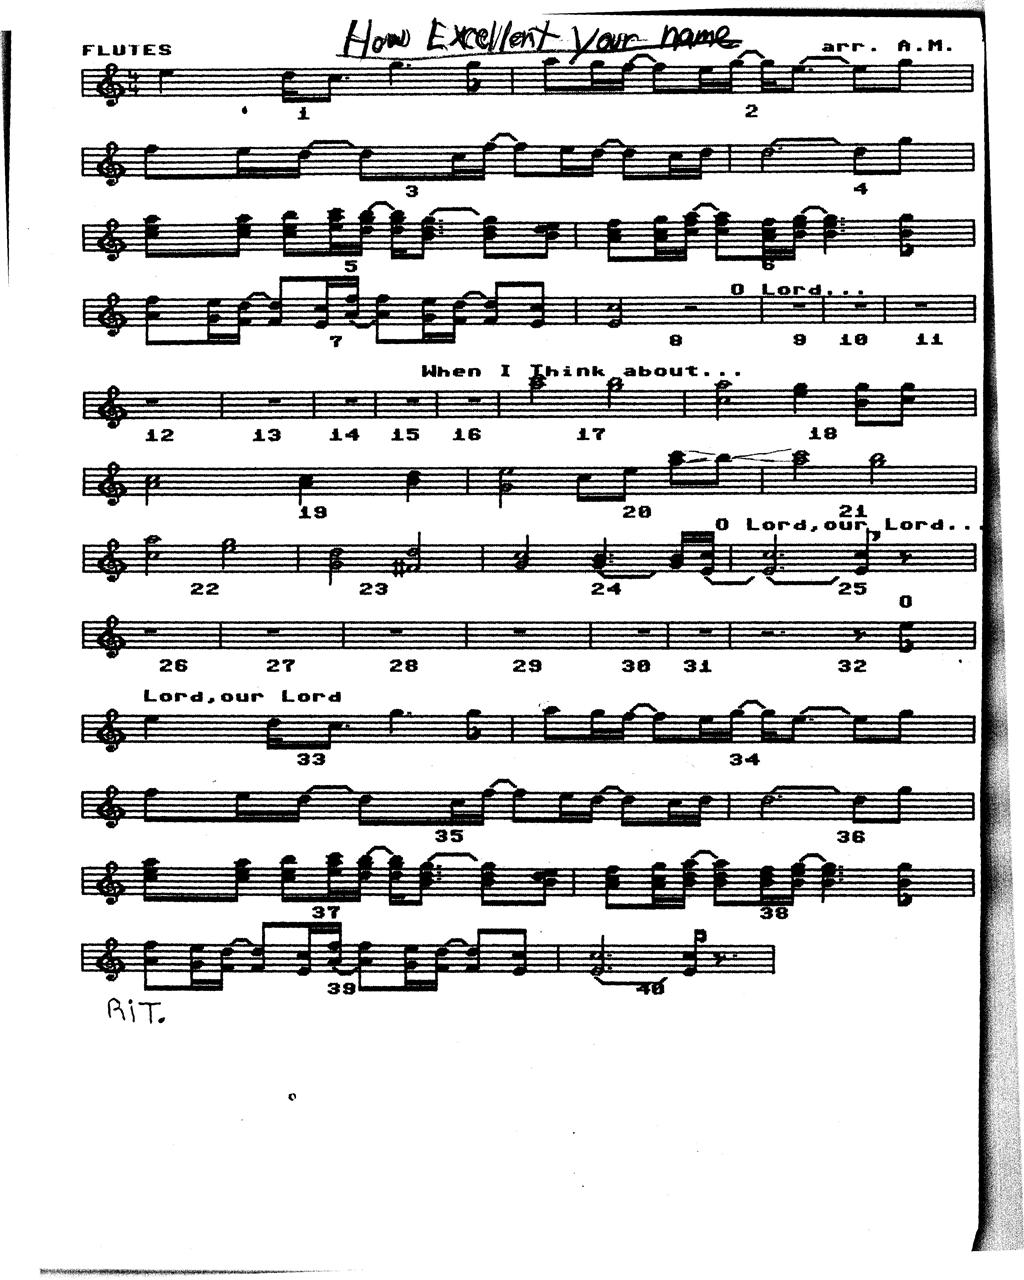 How Excellent Your name
FLUTES arr. A.M.
1 2
3 4
5 6
O Lord...
7 8 9 10 11
When I Think about...
12 13 14 15 16 17 18
19 20 21
O Lord,our Lord...
22 23 24 25
O
26 27 28 29 30 31 32
Lord,our Lord
33 34
35 36
37 38
39 40
RiT.